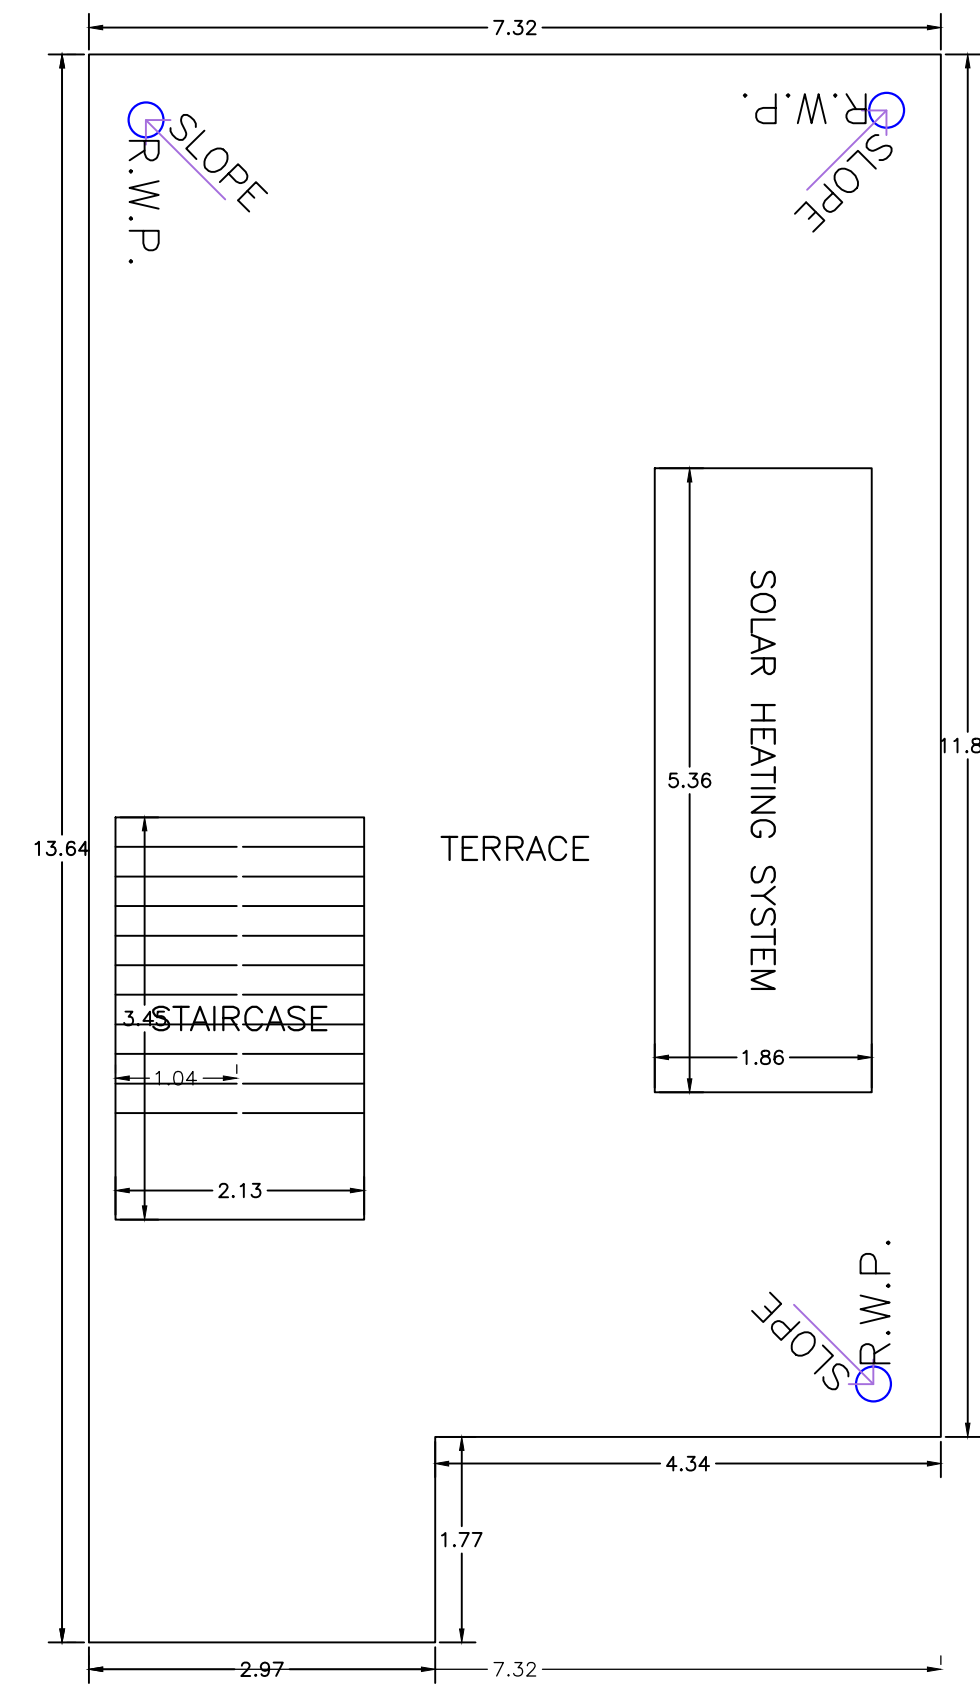 7.32
R.W.P.
SLOPE
R.W.P.
SLOPE
SOLAR HEATING SYSTEM
11.8
5.36
13.64
TERRACE
3.45
STAIRCASE
1.86
1.04
2.13
R.W.P.
SLOPE
4.34
1.77
2.97
7.32